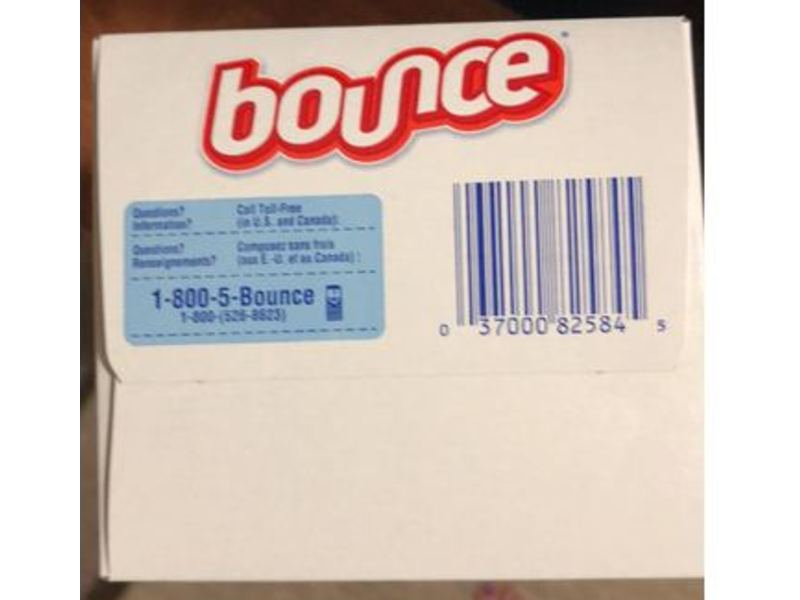 bounce
Questions? Call Toll-Free
Information? (in U.S. and Canada):
Questions? Composez sans frais
Renseignements? (aux E.-U. et au Canada) :
1-800-5-Bounce
1-800-(526-8623)
0 37000 82584 5